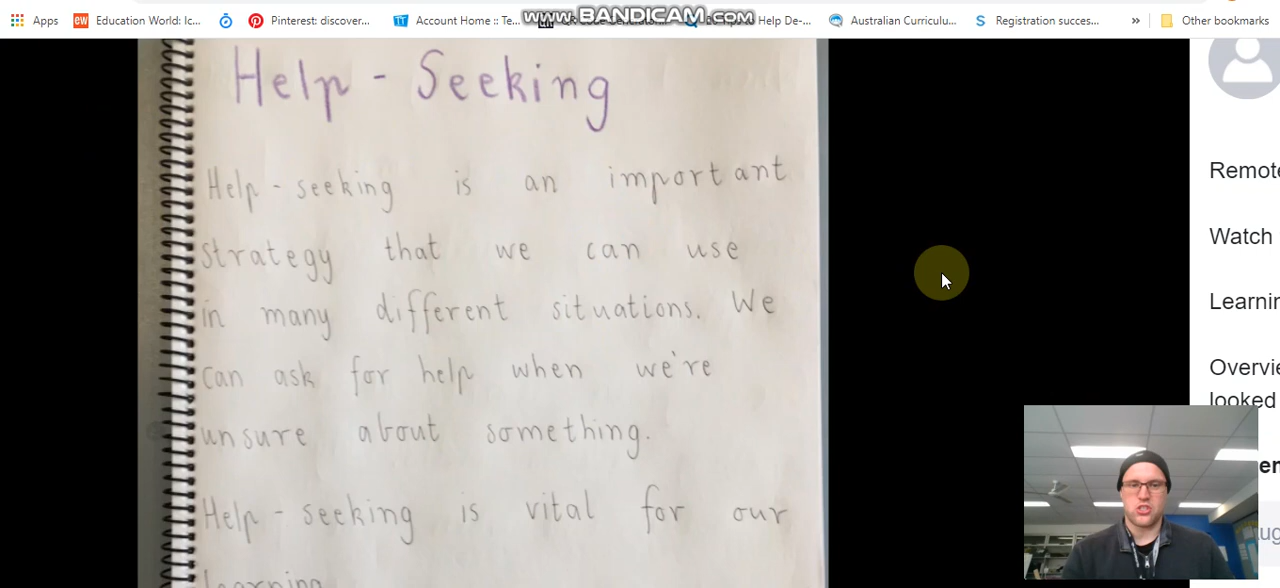 Apps
Education World: Ic...
Pinterest: discover...
Account Home :: Te...
www.BANDICAM.com
Help De-...
Australian Curriculu...
Registration succes...
»
Other bookmarks
Help - Seeking
Help - seeking is an important
strategy that we can use
in many different situations. We
can ask for help when we're
unsure about something.
Help - seeking is vital for our
learning
Remote
Watch
Learnin
Overvie
looked